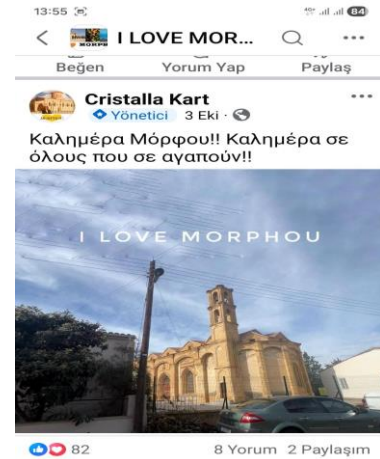 13:55
84
I LOVE MOR...
Beğen Yorum Yap Paylaş
Cristalla Kart
Yönetici 3 Eki
Καλημέρα Μόρφου!! Καλημέρα σε
όλους που σε αγαπούν!!
I LOVE MORPHOU
82 8 Yorum 2 Paylaşım